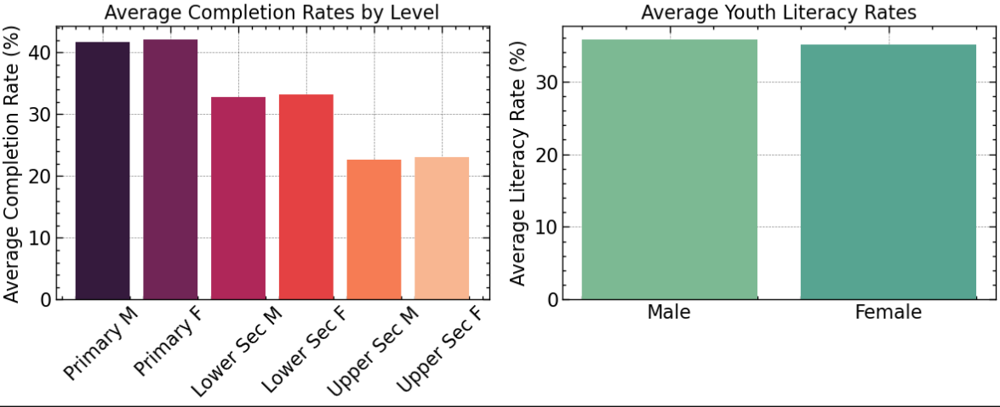 Average Completion Rates by Level
Average Completion Rate (%)
40
30
20
10
0
Primary M
Primary F
Lower Sec M
Lower Sec F
Upper Sec M
Upper Sec F
Average Youth Literacy Rates
Average Literacy Rate (%)
30
20
10
0
Male
Female